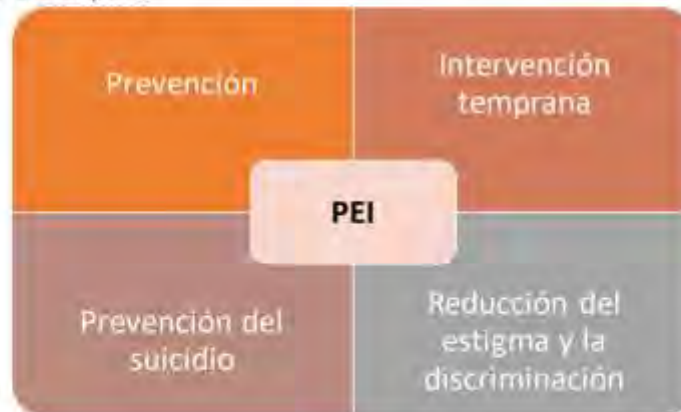 Prevención
Intervención
temprana
PEI
Prevención del
suicidio
Reducción del
estigma y la
discriminación